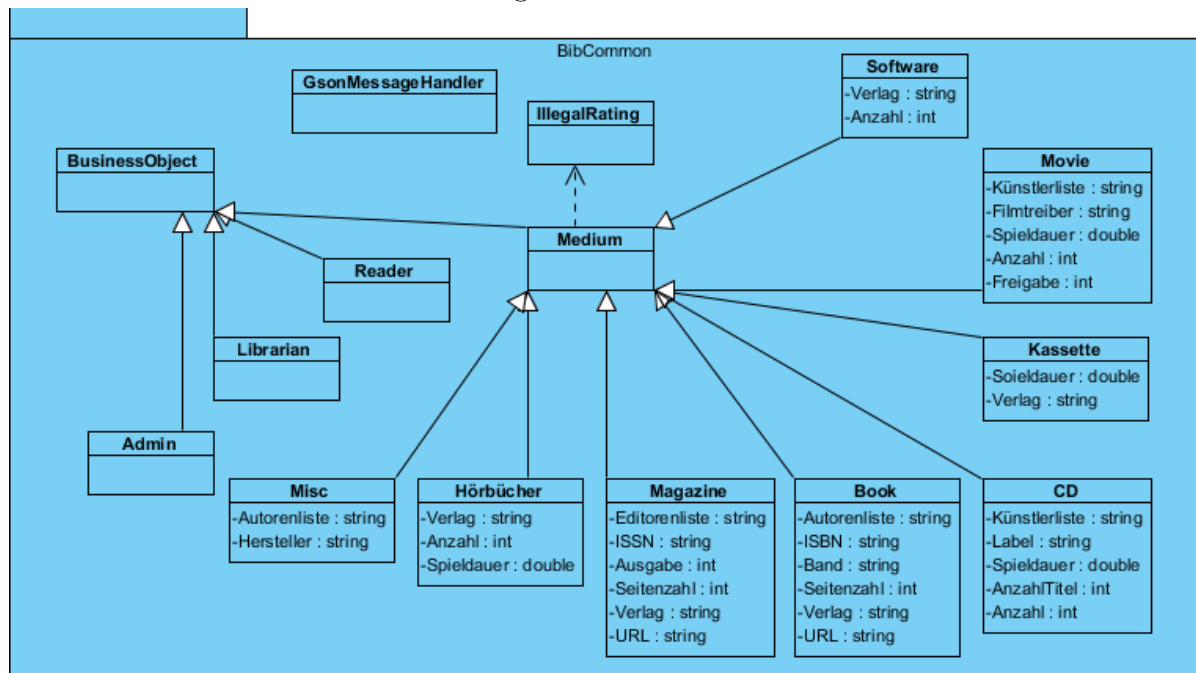 BibCommon
GsonMessageHandler
IllegalRating
Software
-Verlag : string
-Anzahl : int
BusinessObject
Movie
-Künstlerliste : string
-Filmtreiber : string
-Spieldauer : double
-Anzahl : int
-Freigabe : int
Medium
Reader
Librarian
Kassette
-Soieldauer : double
-Verlag : string
Admin
Misc
-Autorenliste : string
-Hersteller : string
Hörbücher
-Verlag : string
-Anzahl : int
-Spieldauer : double
Magazine
-Editorenliste : string
-ISSN : string
-Ausgabe : int
-Seitenzahl : int
-Verlag : string
-URL : string
Book
-Autorenliste : string
-ISBN : string
-Band : string
-Seitenzahl : int
-Verlag : string
-URL : string
CD
-Künstlerliste : string
-Label : string
-Spieldauer : double
-AnzahlTitel : int
-Anzahl : int